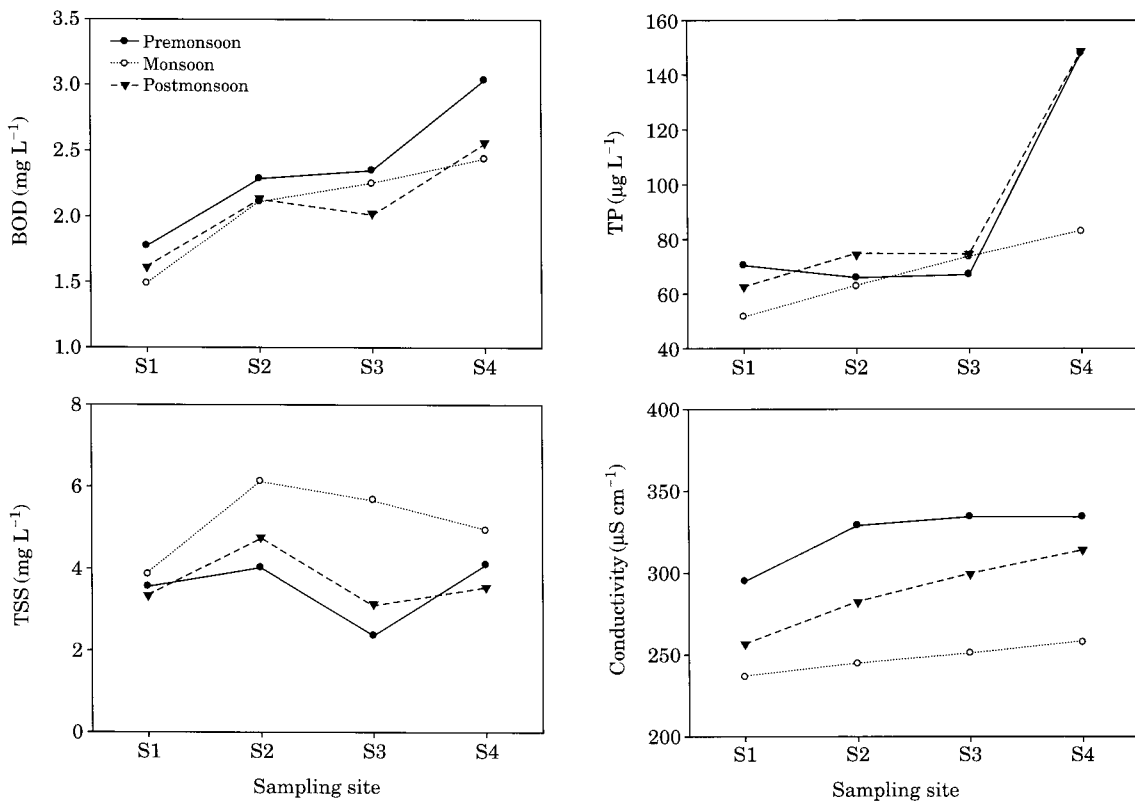 BOD (mg L⁻¹)
3.5
3.0
2.5
2.0
1.5
1.0
Premonsoon
Monsoon
Postmonsoon
S1 S2 S3 S4
TP (µg L⁻¹)
160
140
120
100
80
60
40
S1 S2 S3 S4
TSS (mg L⁻¹)
8
6
4
2
0
S1 S2 S3 S4
Sampling site
Conductivity (µS cm⁻¹)
400
350
300
250
200
S1 S2 S3 S4
Sampling site